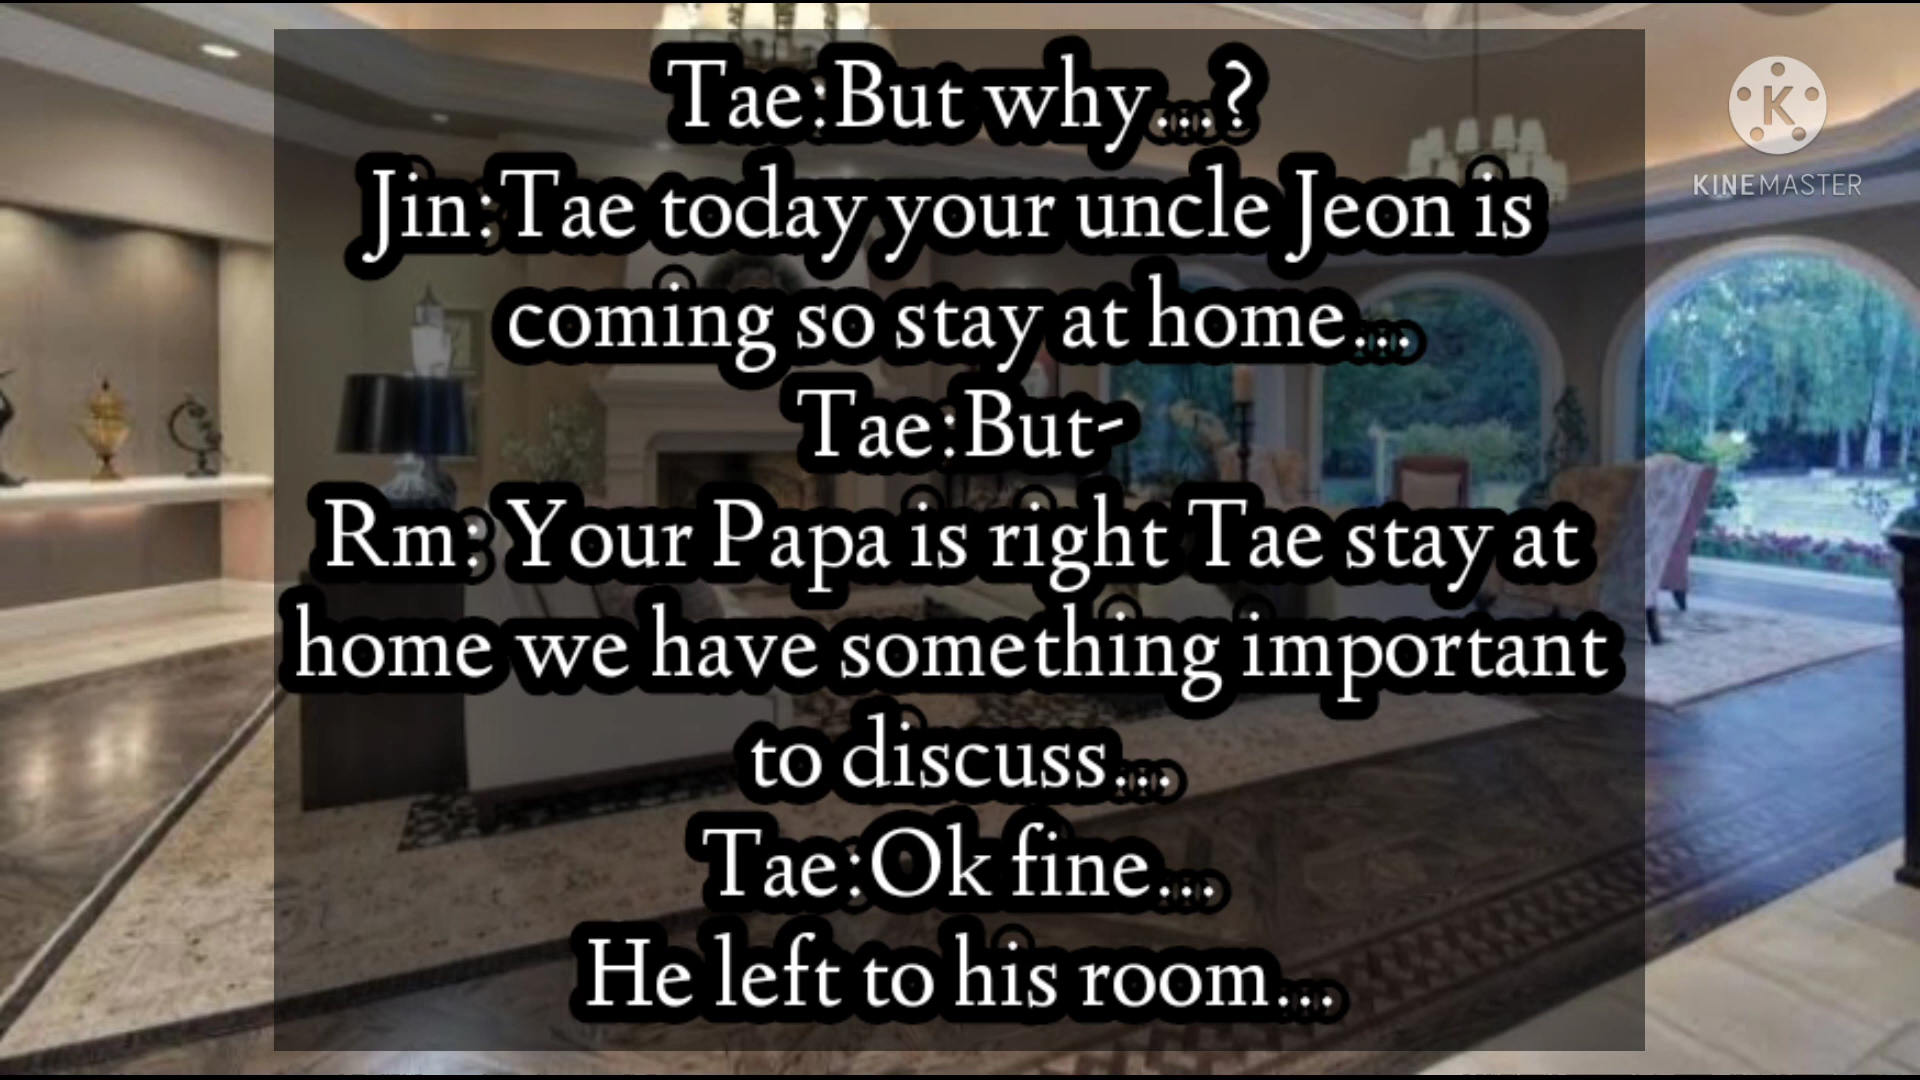 Tae:But why...?
Jin:Tae today your uncle Jeon is
coming so stay at home...
Tae:But-
Rm: Your Papa is right Tae stay at
home we have something important
to discuss...
Tae:Ok fine...
He left to his room...
K
KINEMASTER